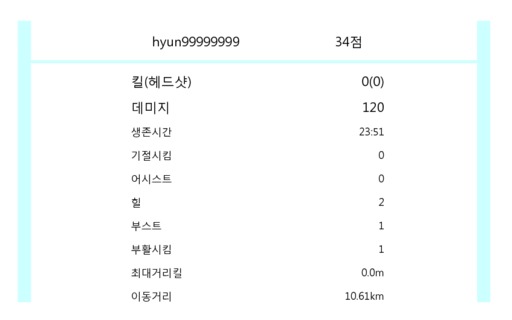 hyun99999999 34점
킬(헤드샷) 0(0)
데미지 120
생존시간 23:51
기절시킴 0
어시스트 0
힐 2
부스트 1
부활시킴 1
최대거리킬 0.0m
이동거리 10.61km